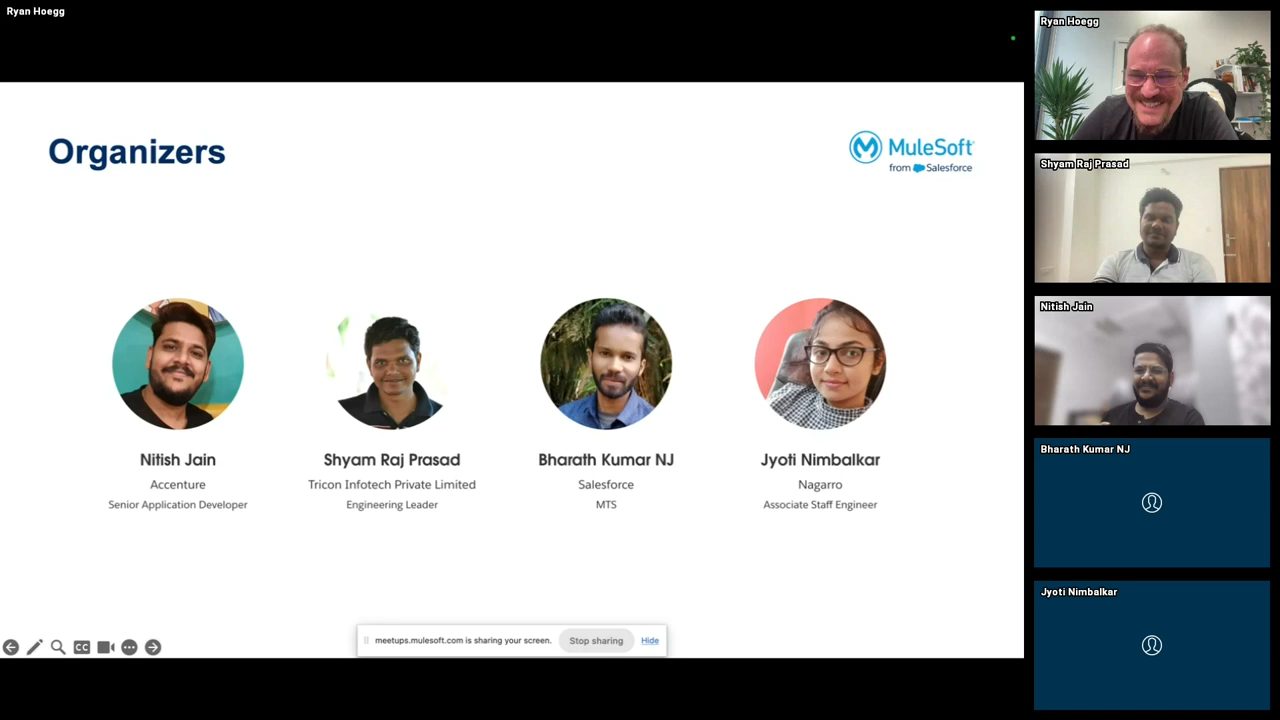 Ryan Hoegg
Organizers
MuleSoft
from Salesforce
Nitish Jain
Accenture
Senior Application Developer
Shyam Raj Prasad
Tricon Infotech Private Limited
Engineering Leader
Bharath Kumar NJ
Salesforce
MTS
Jyoti Nimbalkar
Nagarro
Associate Staff Engineer
CC
meetups.mulesoft.com is sharing your screen.
Stop sharing
Hide
Ryan Hoegg
Shyam Raj Prasad
Nitish Jain
Bharath Kumar NJ
Jyoti Nimbalkar